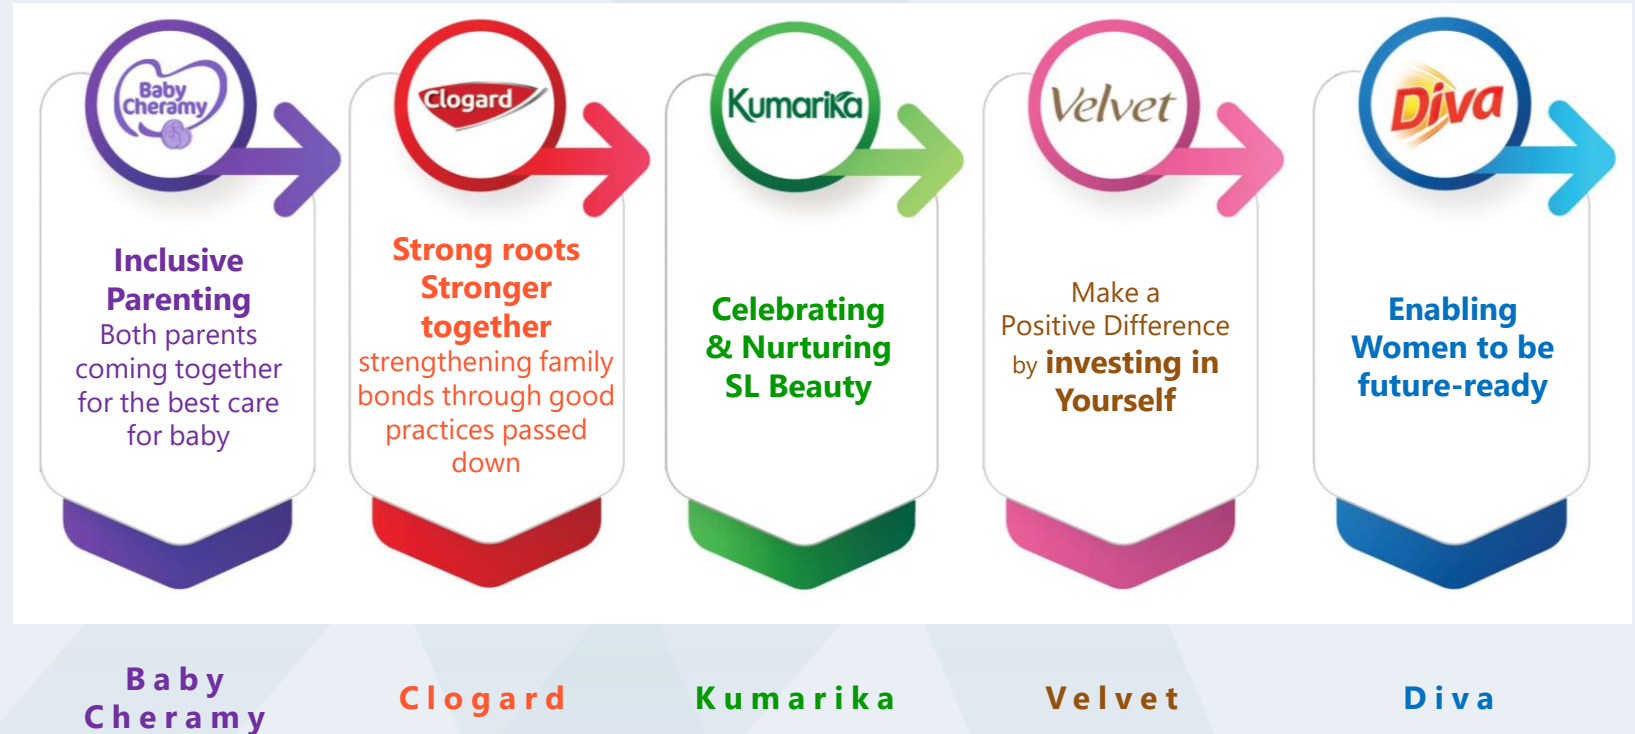 Baby
Cheramy
Inclusive
Parenting
Both parents
coming together
for the best care
for baby
Clogard
Strong roots
Stronger
together
strengthening family
bonds through good
practices passed
down
Kumarika
Celebrating
& Nurturing
SL Beauty
Velvet
Make a
Positive Difference
by investing in
Yourself
Diva
Enabling
Women to be
future-ready
Baby
Cheramy
Clogard
Kumarika
Velvet
Diva